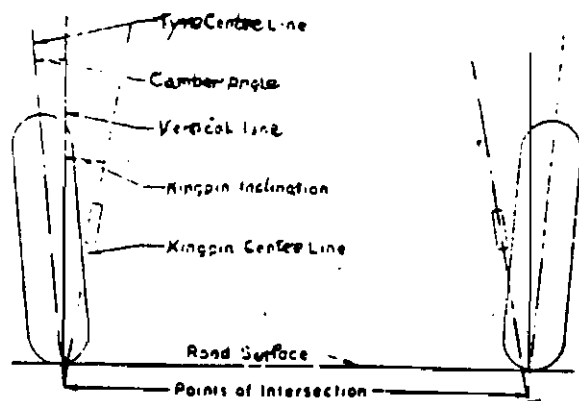 Tyre Centre Line
Camber Angle
Vertical line
Kingpin Inclination
Kingpin Centre Line
Road Surface
Points of Intersection